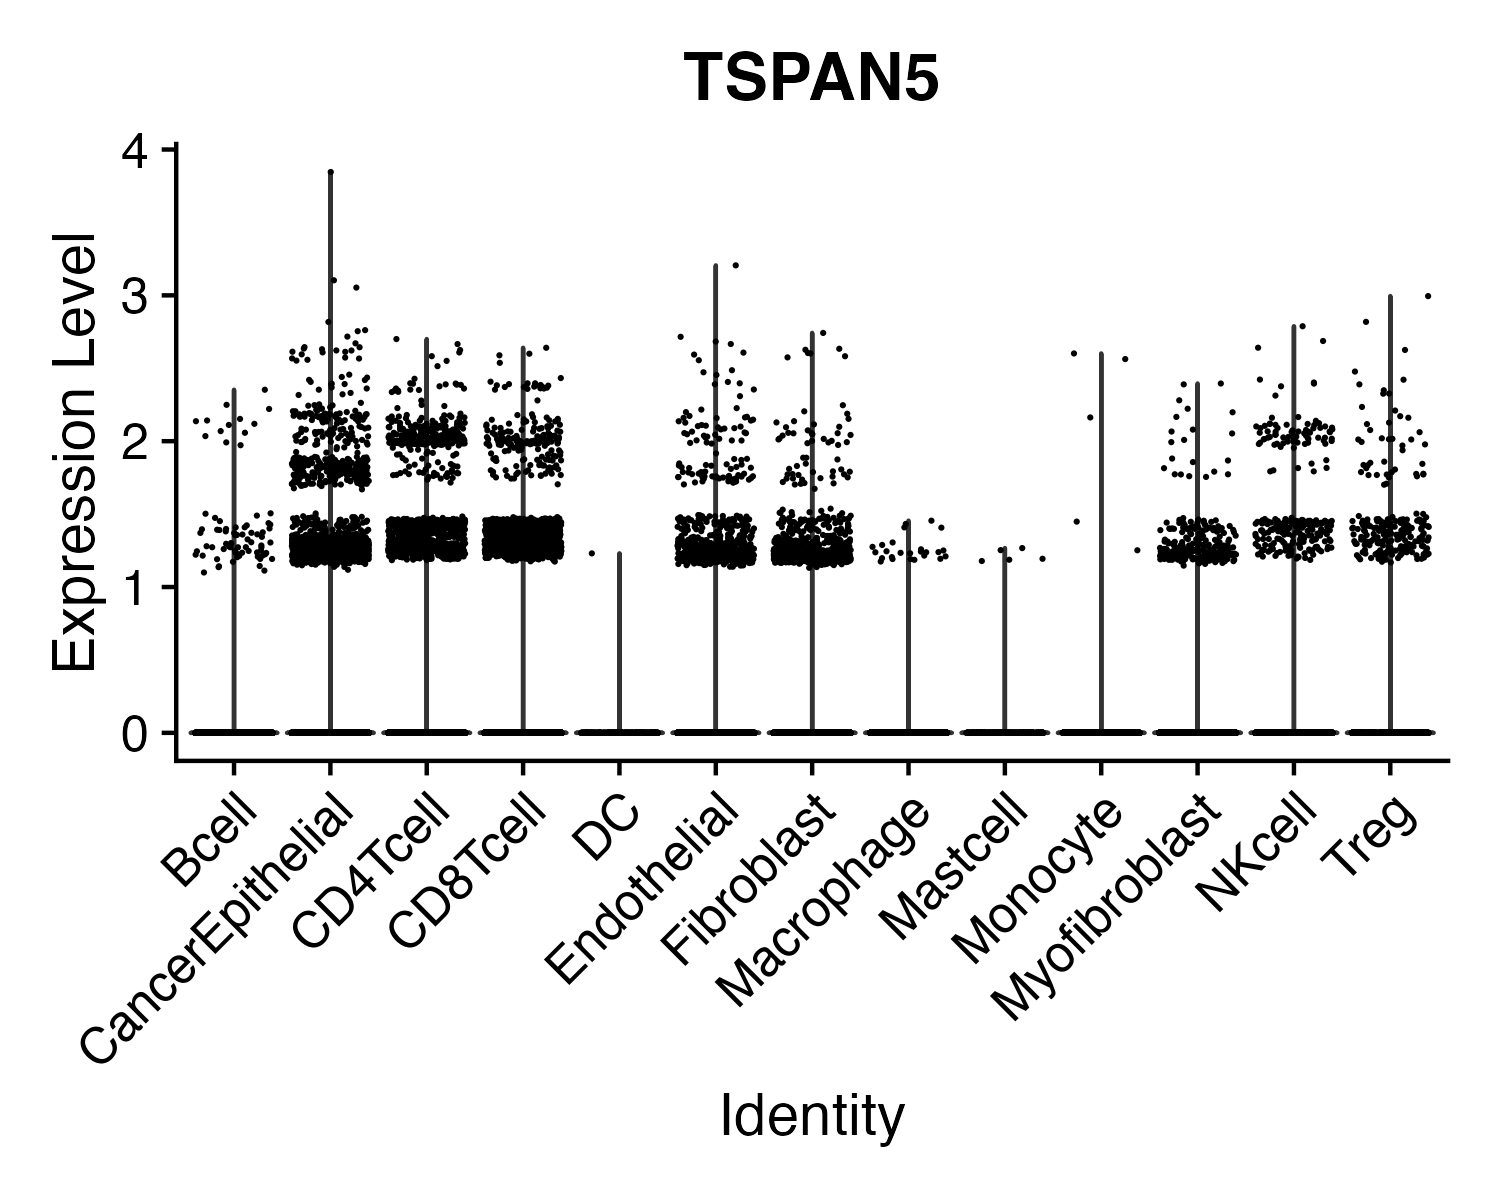 TSPAN5
Expression Level
4
3
2
1
0
Bcell
CancerEpithelial
CD4Tcell
CD8Tcell
DC
Endothelial
Fibroblast
Macrophage
Mastcell
Monocyte
Myofibroblast
NKcell
Treg
Identity